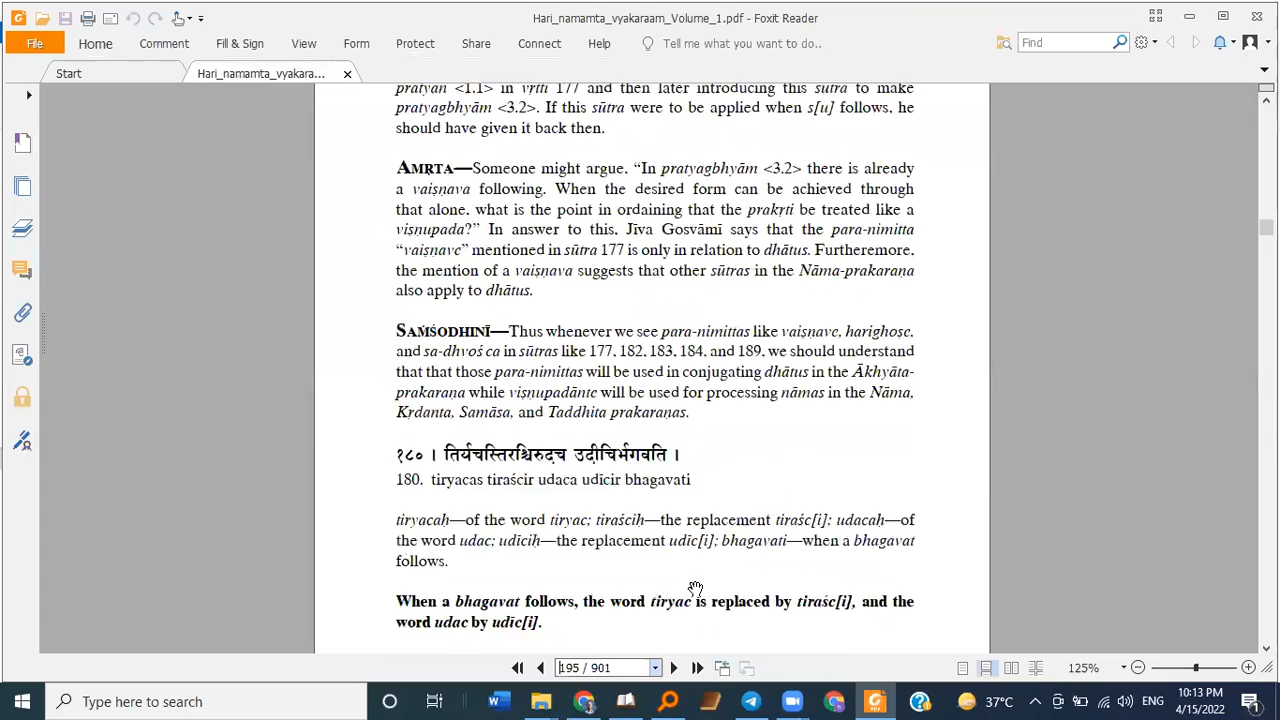 Hari_namamta_vyakaraam_Volume_1.pdf - Foxit Reader
File Home Comment Fill & Sign View Form Protect Share Connect Help Tell me what you want to do.. Find
Start Hari_namamta_vyakara...
pratyaṅ <1.1> in vṛtti 177 and then later introducing this sūtra to make
pratyagbhyām <3.2>. If this sūtra were to be applied when s[u] follows, he
should have given it back then.
AMṚTA—Someone might argue, “In pratyagbhyām <3.2> there is already
a vaiṣṇava following. When the desired form can be achieved through
that alone, what is the point in ordaining that the prakṛti be treated like a
viṣṇupada?” In answer to this, Jīva Gosvāmī says that the para-nimitta
“vaiṣṇave” mentioned in sūtra 177 is only in relation to dhātus. Furthermore,
the mention of a vaiṣṇava suggests that other sūtras in the Nāma-prakaraṇa
also apply to dhātus.
SAṀŚODHINĪ—Thus whenever we see para-nimittas like vaiṣṇave, harighoṣe,
and sa-dhvoś ca in sūtras like 177, 182, 183, 184, and 189, we should understand
that that those para-nimittas will be used in conjugating dhātus in the Ākhyāta-
prakaraṇa while viṣṇupadānte will be used for processing nāmas in the Nāma,
Kṛdanta, Samāsa, and Taddhita prakaraṇas.
१८० । तिर्यचस्तिरश्चिरुदच उदीचिर्भगवति ।
180. tiryacas tiraścir udaca udīcir bhagavati
tiryacaḥ—of the word tiryac; tiraściḥ—the replacement tiraśc[i]; udacaḥ—of
the word udac; udīciḥ—the replacement udīc[i]; bhagavati—when a bhagavat
follows.
When a bhagavat follows, the word tiryac is replaced by tiraśc[i], and the
word udac by udīc[i].
195 / 901 125%
Type here to search 37°C ENG 10:13 PM
4/15/2022